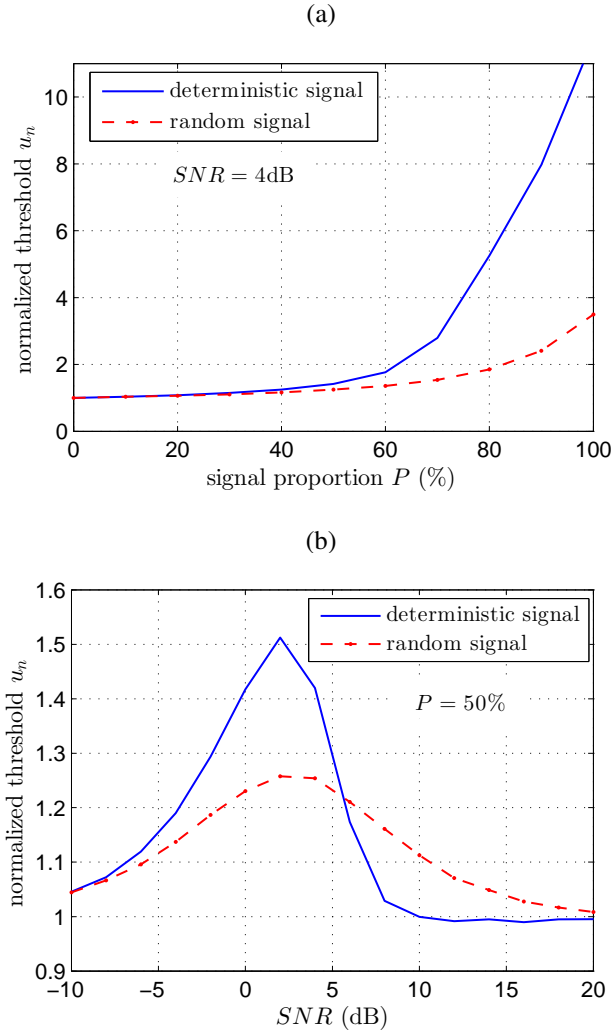 (a)
10
8
6
4
2
0
normalized threshold u_n
deterministic signal
random signal
SNR = 4dB
0 20 40 60 80 100
signal proportion P (%)
(b)
1.6
1.5
1.4
1.3
1.2
1.1
1
0.9
normalized threshold u_n
deterministic signal
random signal
P = 50%
−10 −5 0 5 10 15 20
SNR (dB)